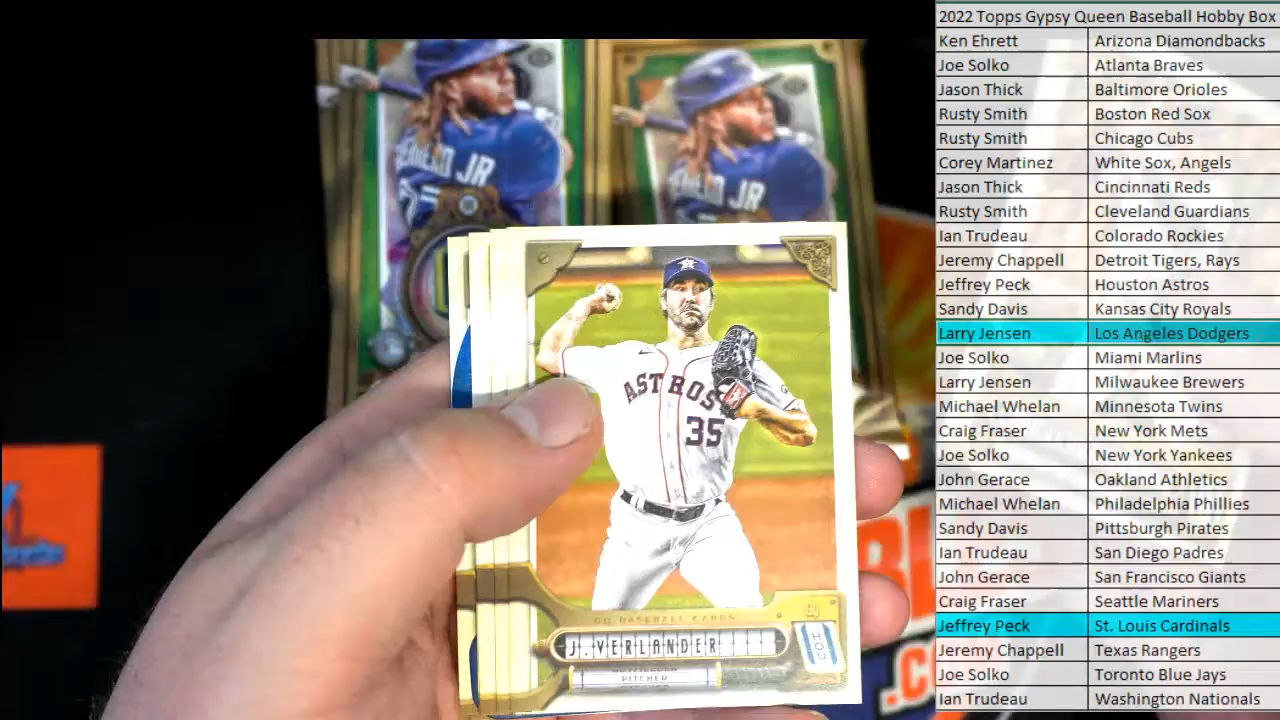 2022 Topps Gypsy Queen Baseball Hobby Box
Ken Ehrett Arizona Diamondbacks
Joe Solko Atlanta Braves
Jason Thick Baltimore Orioles
Rusty Smith Boston Red Sox
Rusty Smith Chicago Cubs
Corey Martinez White Sox, Angels
Jason Thick Cincinnati Reds
Rusty Smith Cleveland Guardians
Ian Trudeau Colorado Rockies
Jeremy Chappell Detroit Tigers, Rays
Jeffrey Peck Houston Astros
Sandy Davis Kansas City Royals
Larry Jensen Los Angeles Dodgers
Joe Solko Miami Marlins
Larry Jensen Milwaukee Brewers
Michael Whelan Minnesota Twins
Craig Fraser New York Mets
Joe Solko New York Yankees
John Gerace Oakland Athletics
Michael Whelan Philadelphia Phillies
Sandy Davis Pittsburgh Pirates
Ian Trudeau San Diego Padres
John Gerace San Francisco Giants
Craig Fraser Seattle Mariners
Jeffrey Peck St. Louis Cardinals
Jeremy Chappell Texas Rangers
Joe Solko Toronto Blue Jays
Ian Trudeau Washington Nationals
JR
JR
ASTROS
35
GQ BASEBALL CARDS
J. VERLANDER
HOU
PITCHER